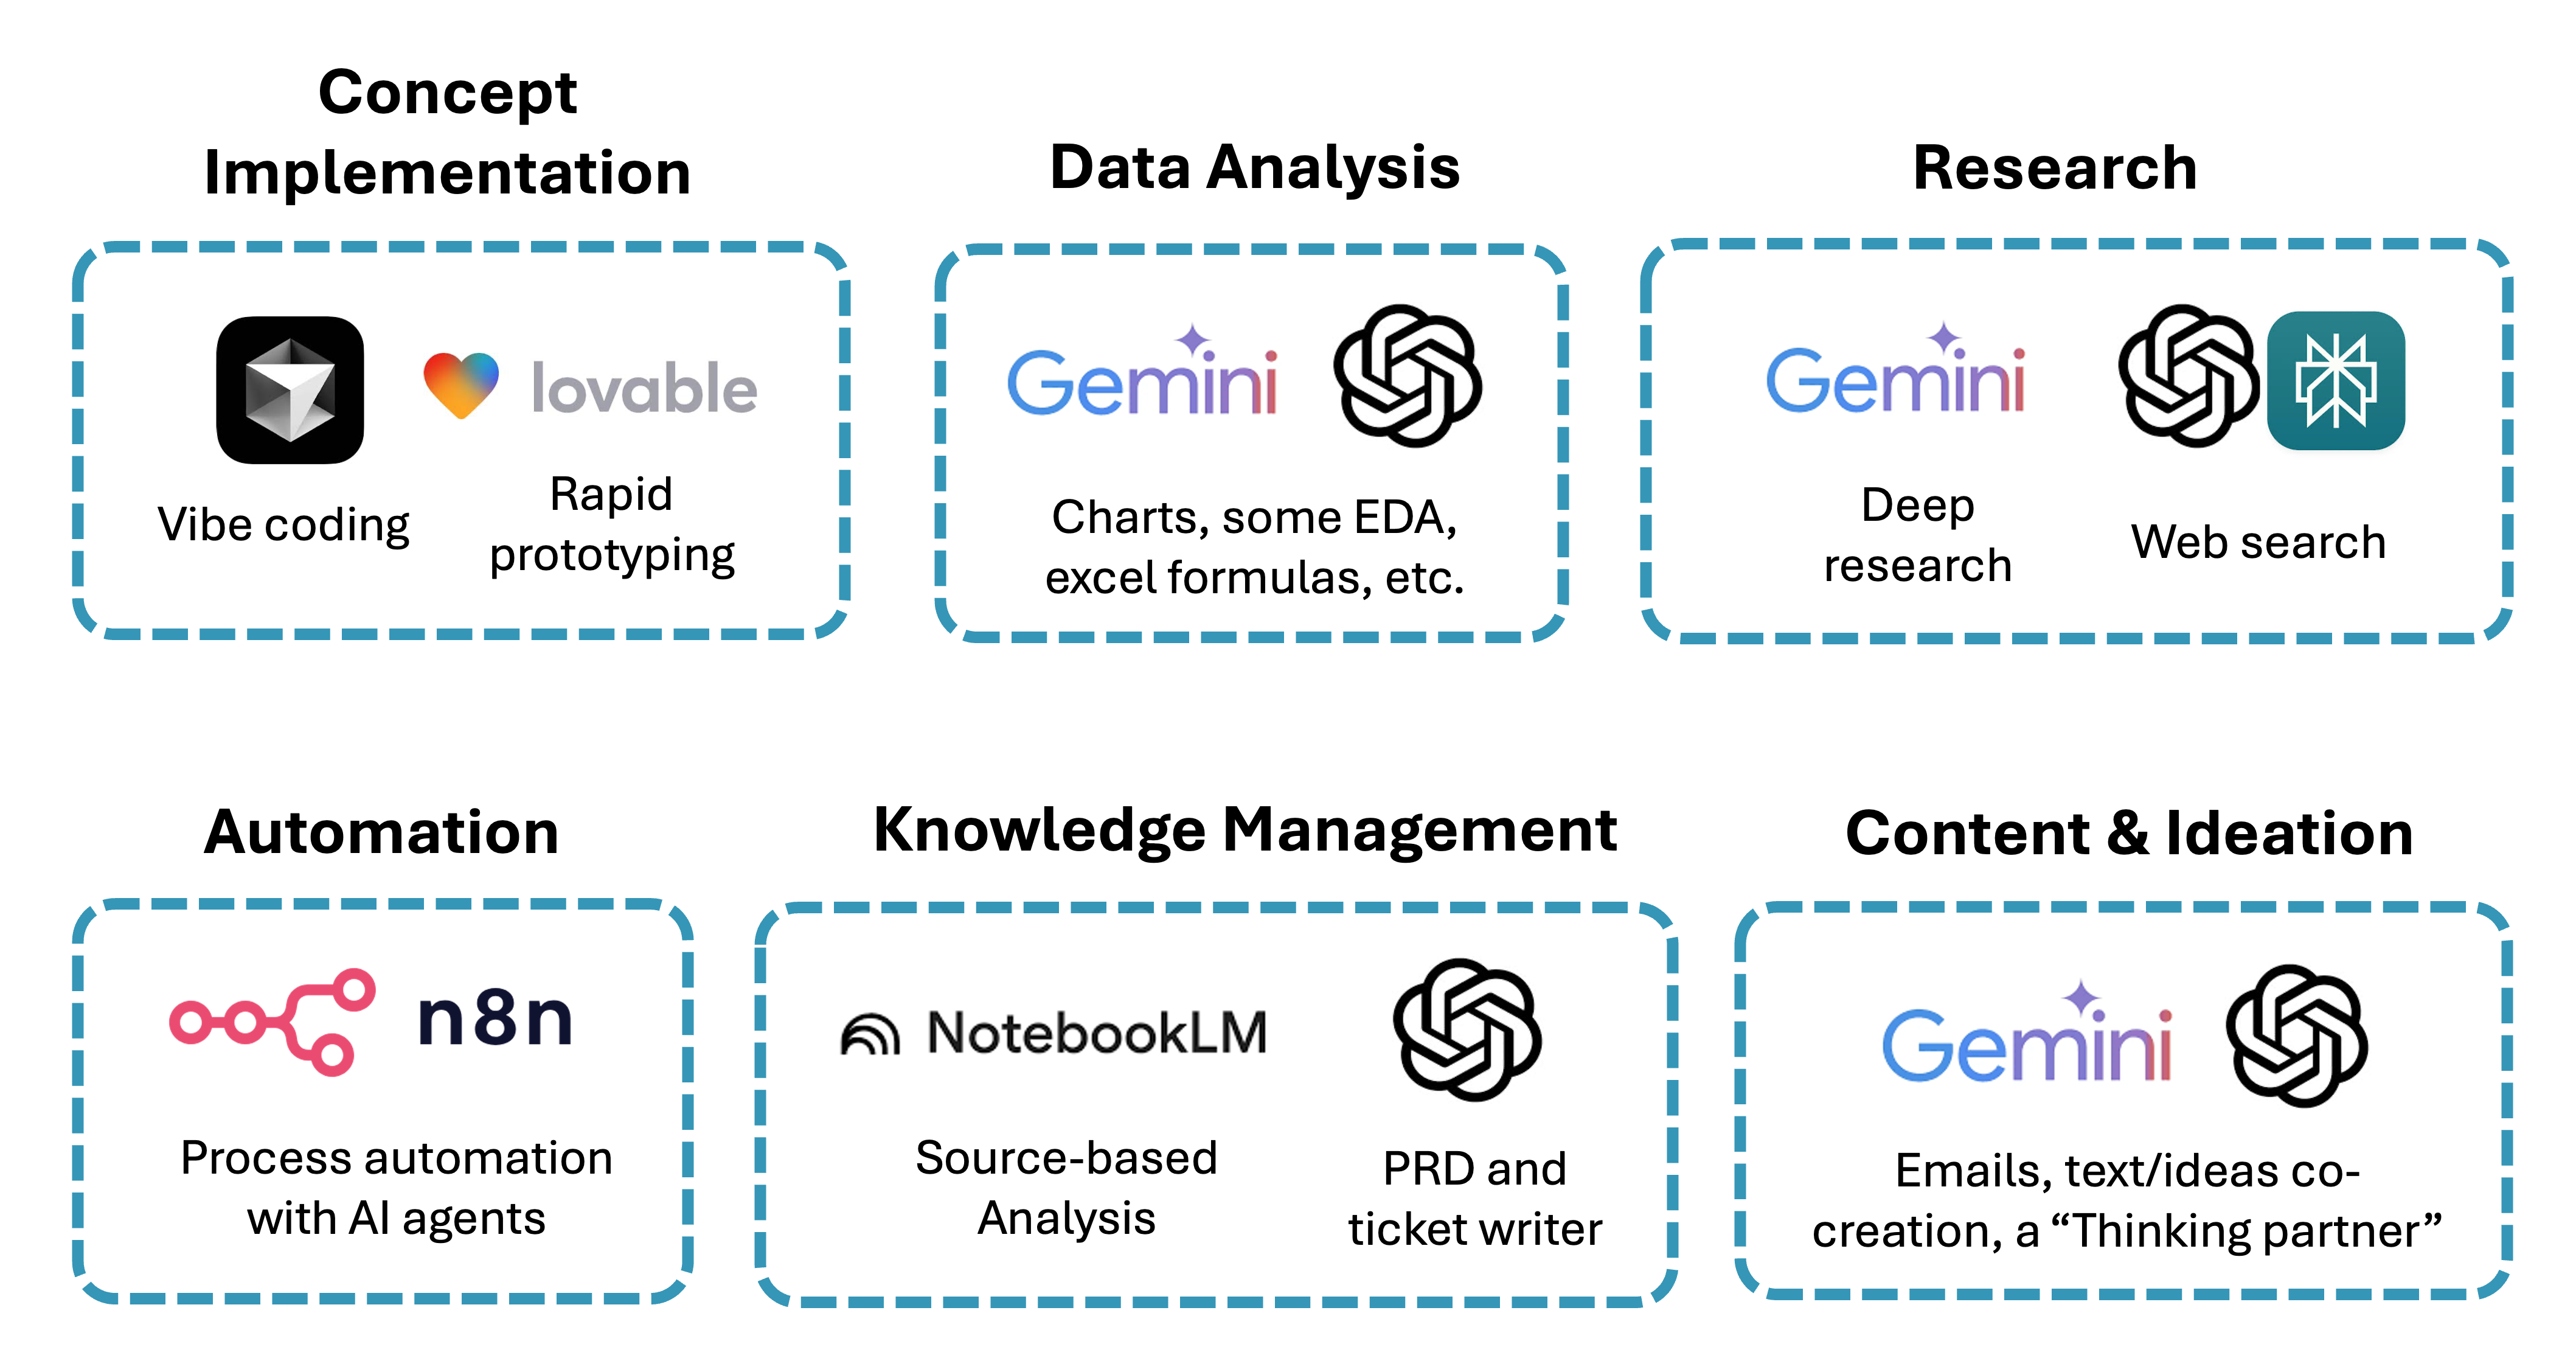 Concept
Implementation
lovable
Vibe coding
Rapid
prototyping
Data Analysis
Gemini
Charts, some EDA,
excel formulas, etc.
Research
Gemini
Deep
research
Web search
Automation
n8n
Process automation
with AI agents
Knowledge Management
NotebookLM
Source-based
Analysis
PRD and
ticket writer
Content & Ideation
Gemini
Emails, text/ideas co-
creation, a “Thinking partner”